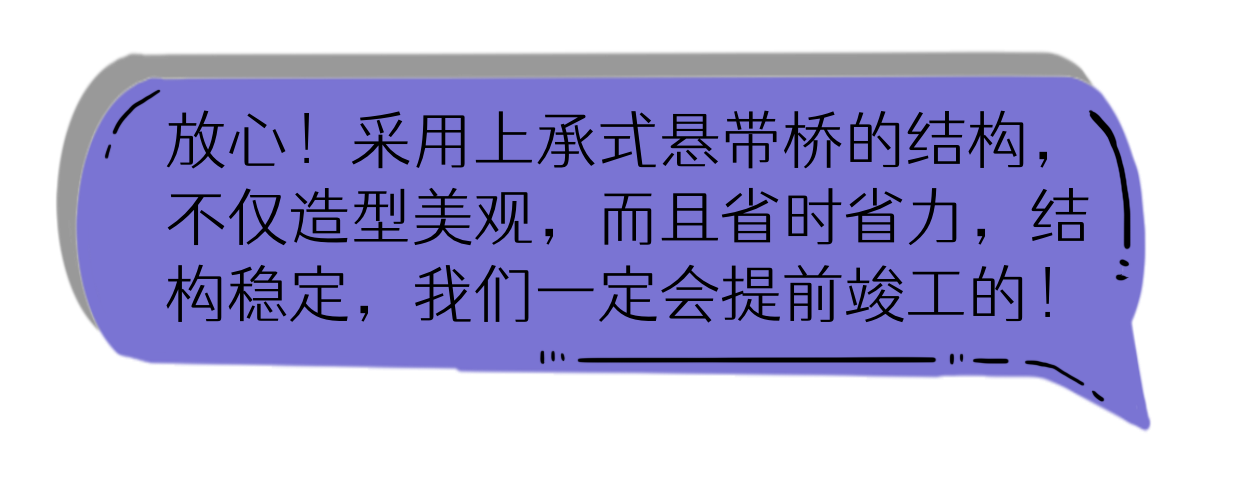 放心！采用上承式悬带桥的结构，
不仅造型美观，而且省时省力，结
构稳定，我们一定会提前竣工的！